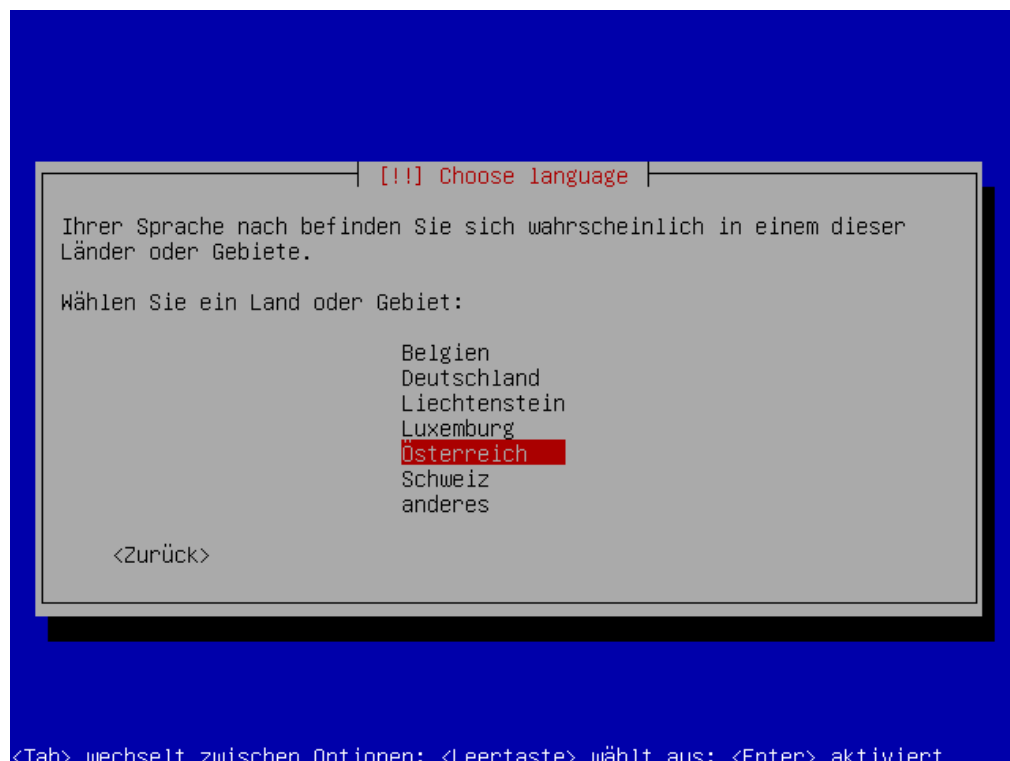 [!!] Choose language
Ihrer Sprache nach befinden Sie sich wahrscheinlich in einem dieser
Länder oder Gebiete.
Wählen Sie ein Land oder Gebiet:
Belgien
Deutschland
Liechtenstein
Luxemburg
Österreich
Schweiz
anderes
<Zurück>
<Tab> wechselt zwischen Optionen; <Leertaste> wählt aus; <Enter> aktiviert